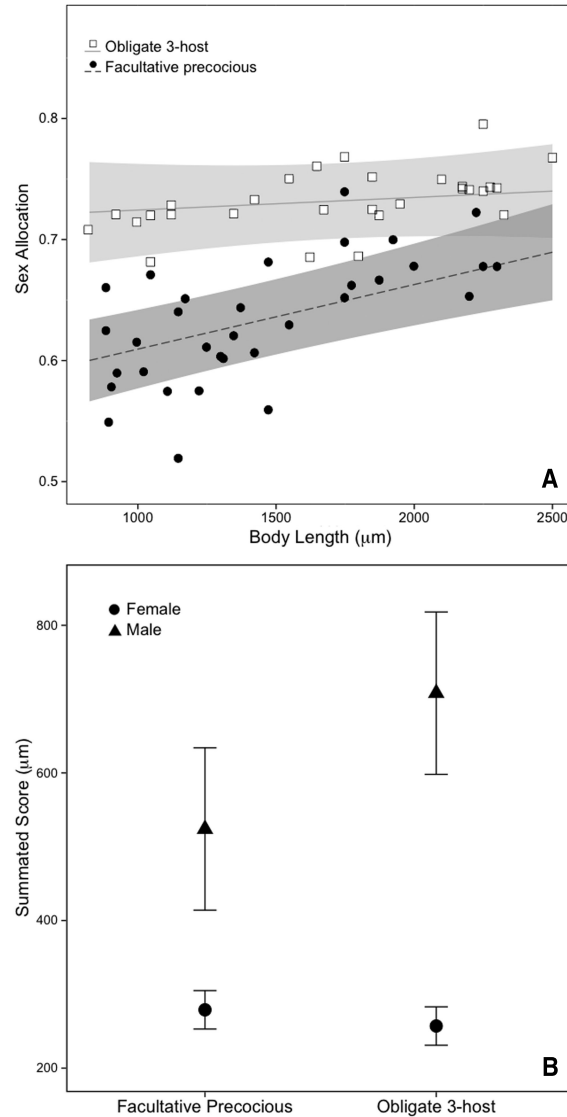 Obligate 3-host
Facultative precocious
0.8
0.7
0.6
0.5
Sex Allocation
A
1000
1500
2000
2500
Body Length (μm)
Female
Male
800
600
400
200
Summated Score (μm)
B
Facultative Precocious
Obligate 3-host